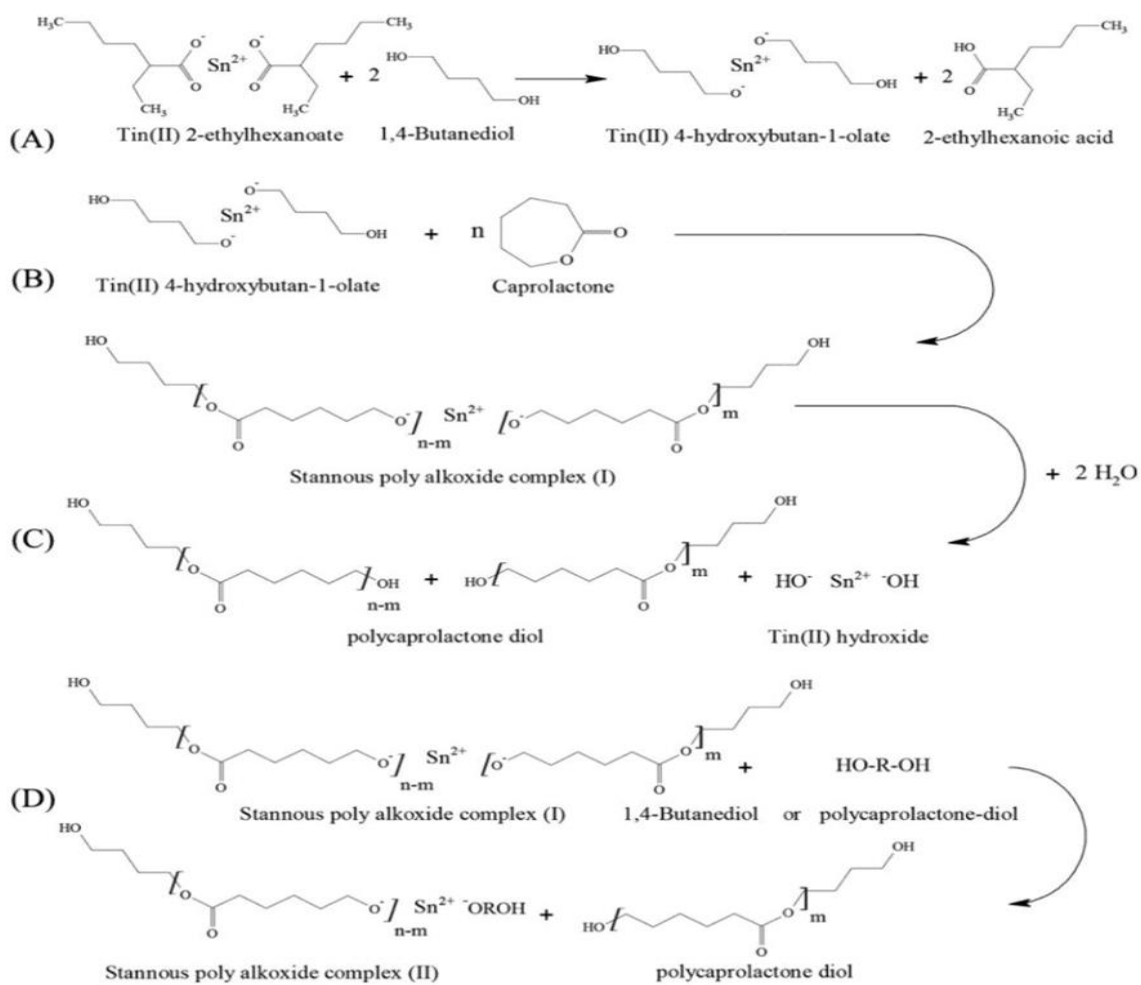 H₃C CH₃
O⁻ O⁻
Sn²⁺ + 2 HO OH
O O
CH₃ H₃C
HO O⁻ Sn²⁺ O⁻ OH + 2 HO O CH₃ H₃C
(A) Tin(II) 2-ethylhexanoate 1,4-Butanediol Tin(II) 4-hydroxybutan-1-olate 2-ethylhexanoic acid
HO O⁻ Sn²⁺ O⁻ OH + n O O
(B) Tin(II) 4-hydroxybutan-1-olate Caprolactone
HO OH
[O O O⁻]n-m Sn²⁺ [O⁻ O O]m
Stannous poly alkoxide complex (I)
+ 2 H₂O
(C) HO OH
[O O ]OH n-m + HO[ O O]m + HO⁻ Sn²⁺ ⁻OH
polycaprolactone diol Tin(II) hydroxide
HO OH
[O O O⁻]n-m Sn²⁺ [O⁻ O O]m + HO-R-OH
(D) Stannous poly alkoxide complex (I) 1,4-Butanediol or polycaprolactone-diol
HO OH
[O O O⁻]n-m Sn²⁺ ⁻OROH + HO[ O O]m
Stannous poly alkoxide complex (II) polycaprolactone diol